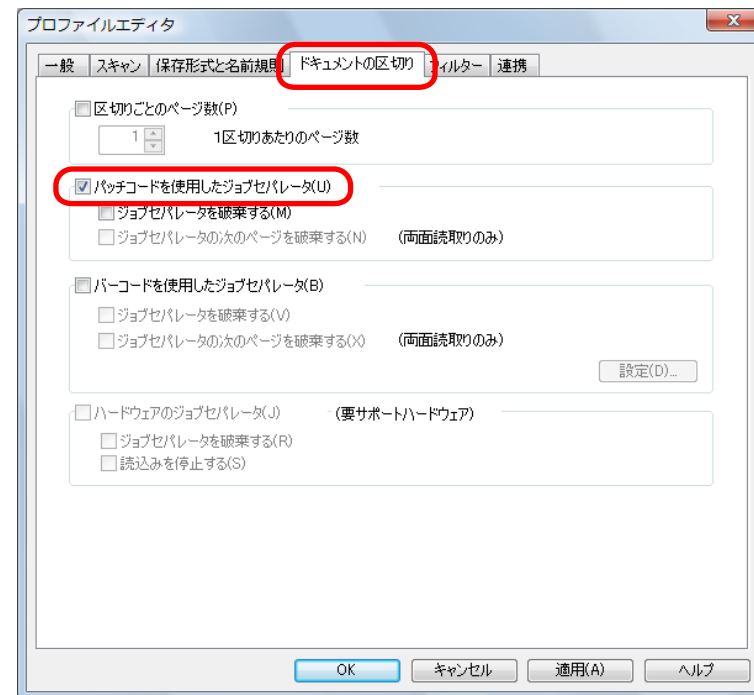 プロファイルエディタ
一般 スキャン 保存形式と名前規則 ドキュメントの区切り フィルター 連携
区切りごとのページ数(P)
1 1区切りあたりのページ数
パッチコードを使用したジョブセパレータ(U)
ジョブセパレータを破棄する(M)
ジョブセパレータの次のページを破棄する(N) (両面読取りのみ)
バーコードを使用したジョブセパレータ(B)
ジョブセパレータを破棄する(V)
ジョブセパレータの次のページを破棄する(X) (両面読取りのみ)
設定(D)...
ハードウェアのジョブセパレータ(J) (要サポートハードウェア)
ジョブセパレータを破棄する(R)
読込みを停止する(S)
OK キャンセル 適用(A) ヘルプ